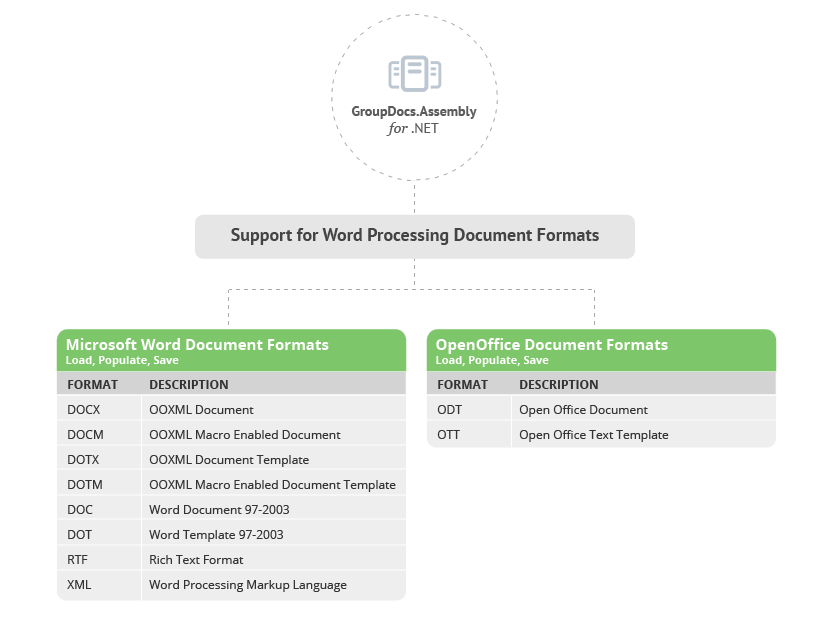 GroupDocs.Assembly
for .NET
Support for Word Processing Document Formats
Microsoft Word Document Formats
Load, Populate, Save
FORMAT DESCRIPTION
DOCX OOXML Document
DOCM OOXML Macro Enabled Document
DOTX OOXML Document Template
DOTM OOXML Macro Enabled Document Template
DOC Word Document 97-2003
DOT Word Template 97-2003
RTF Rich Text Format
XML Word Processing Markup Language
OpenOffice Document Formats
Load, Populate, Save
FORMAT DESCRIPTION
ODT Open Office Document
OTT Open Office Text Template